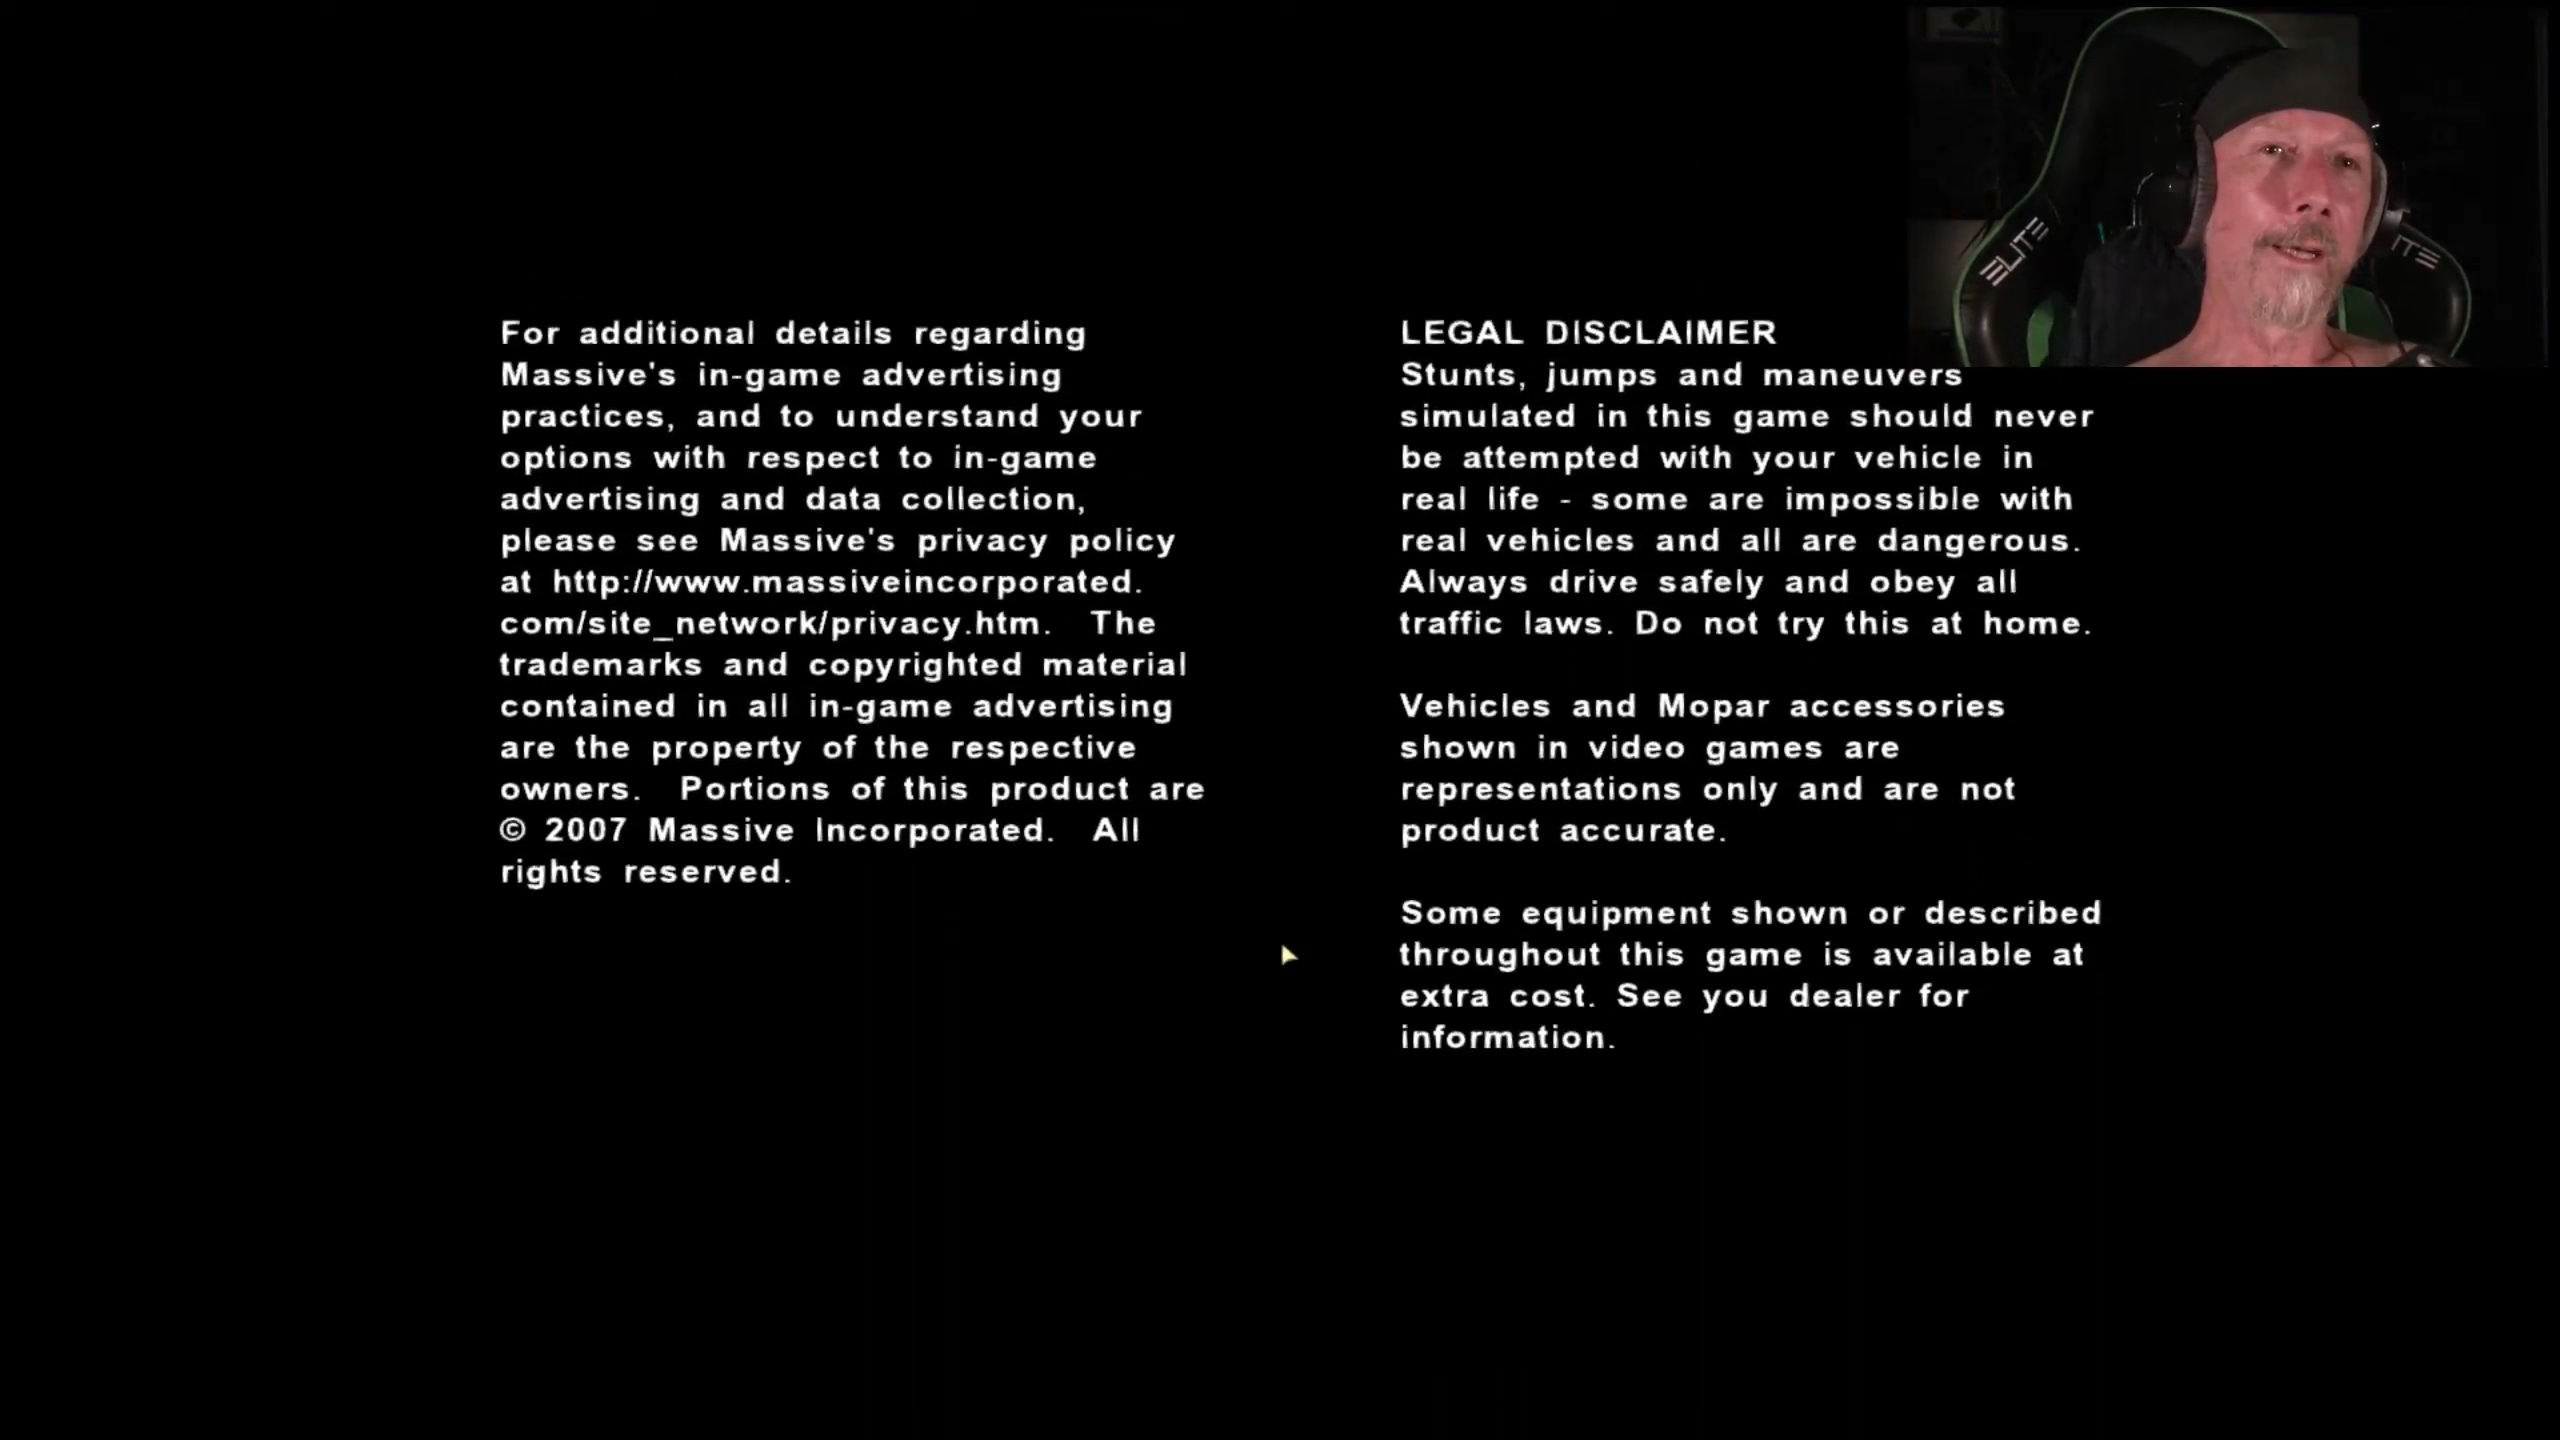 For additional details regarding
Massive's in-game advertising
practices, and to understand your
options with respect to in-game
advertising and data collection,
please see Massive's privacy policy
at http://www.massiveincorporated.
com/site_network/privacy.htm. The
trademarks and copyrighted material
contained in all in-game advertising
are the property of the respective
owners. Portions of this product are
© 2007 Massive Incorporated. All
rights reserved.
LEGAL DISCLAIMER
Stunts, jumps and maneuvers
simulated in this game should never
be attempted with your vehicle in
real life - some are impossible with
real vehicles and all are dangerous.
Always drive safely and obey all
traffic laws. Do not try this at home.
Vehicles and Mopar accessories
shown in video games are
representations only and are not
product accurate.
Some equipment shown or described
throughout this game is available at
extra cost. See you dealer for
information.
ELITE
ITE